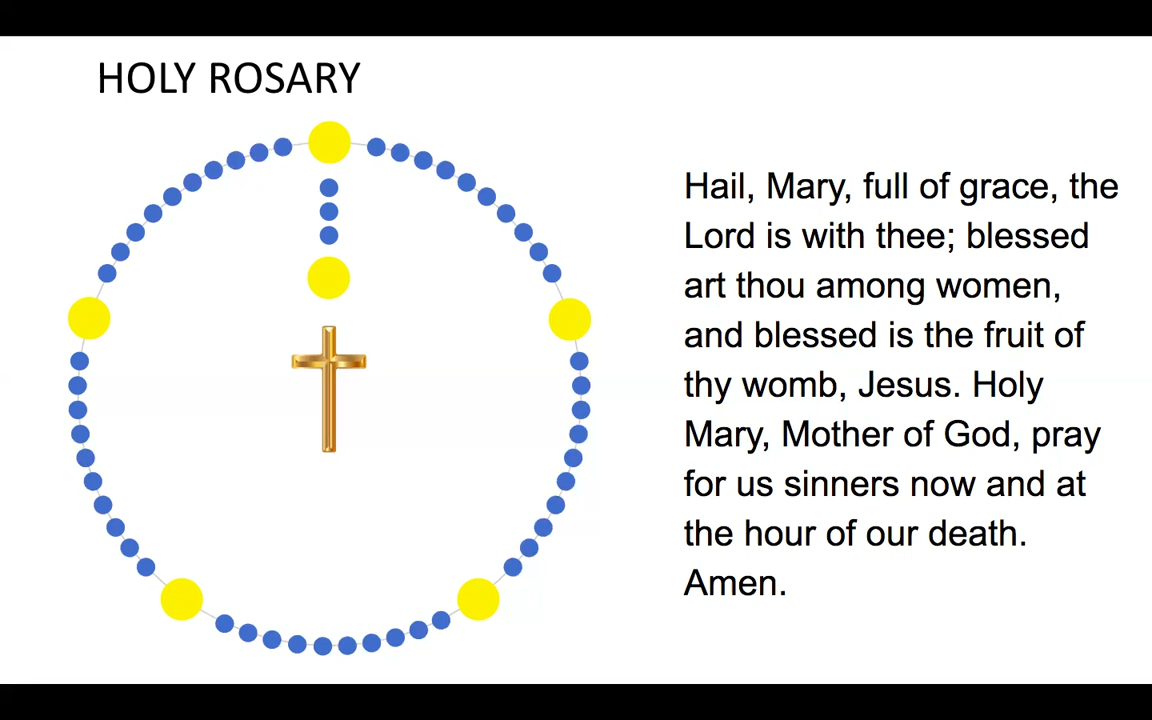 HOLY ROSARY
Hail, Mary, full of grace, the
Lord is with thee; blessed
art thou among women,
and blessed is the fruit of
thy womb, Jesus. Holy
Mary, Mother of God, pray
for us sinners now and at
the hour of our death.
Amen.